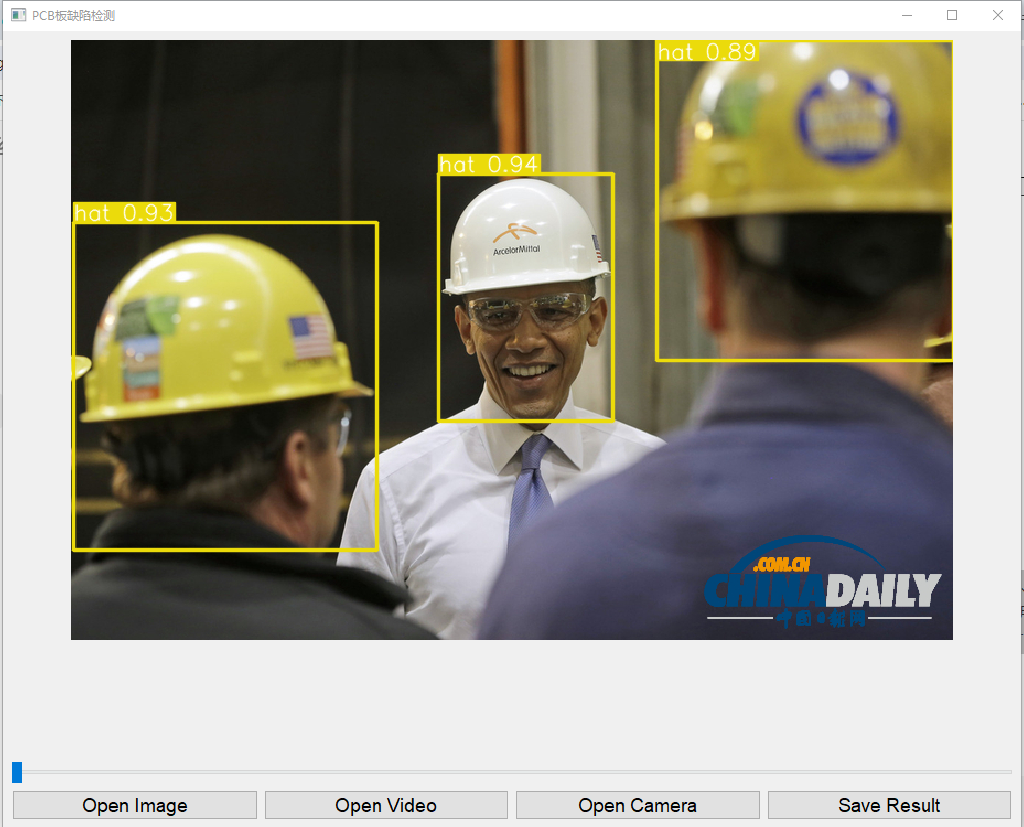 PCB板缺陷检测
hat 0.89
hat 0.94
hat 0.93
ArcelorMittal
.COM.CN
CHINADAILY
中国日报网
Open Image
Open Video
Open Camera
Save Result